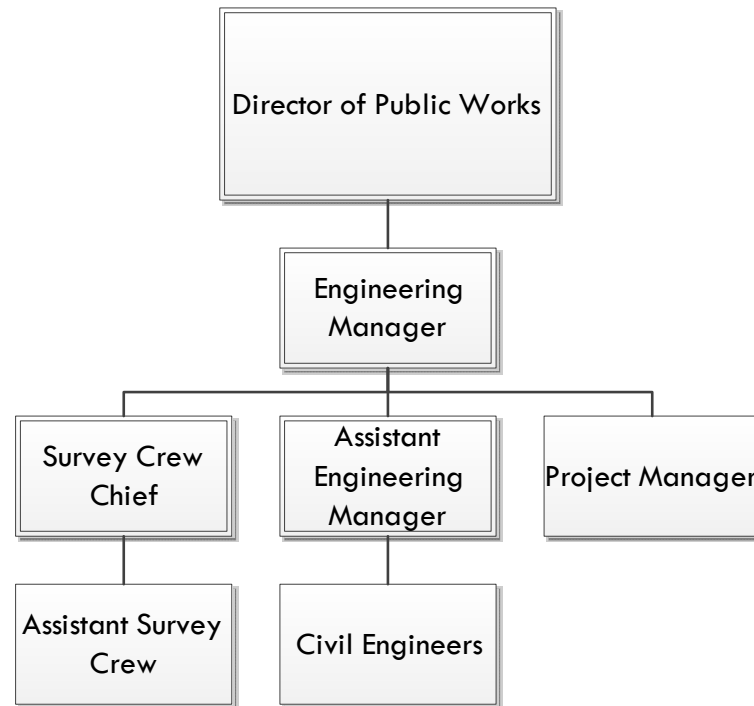 Director of Public Works
Engineering
Manager
Survey Crew
Chief
Assistant
Engineering
Manager
Project Manager
Assistant Survey
Crew
Civil Engineers